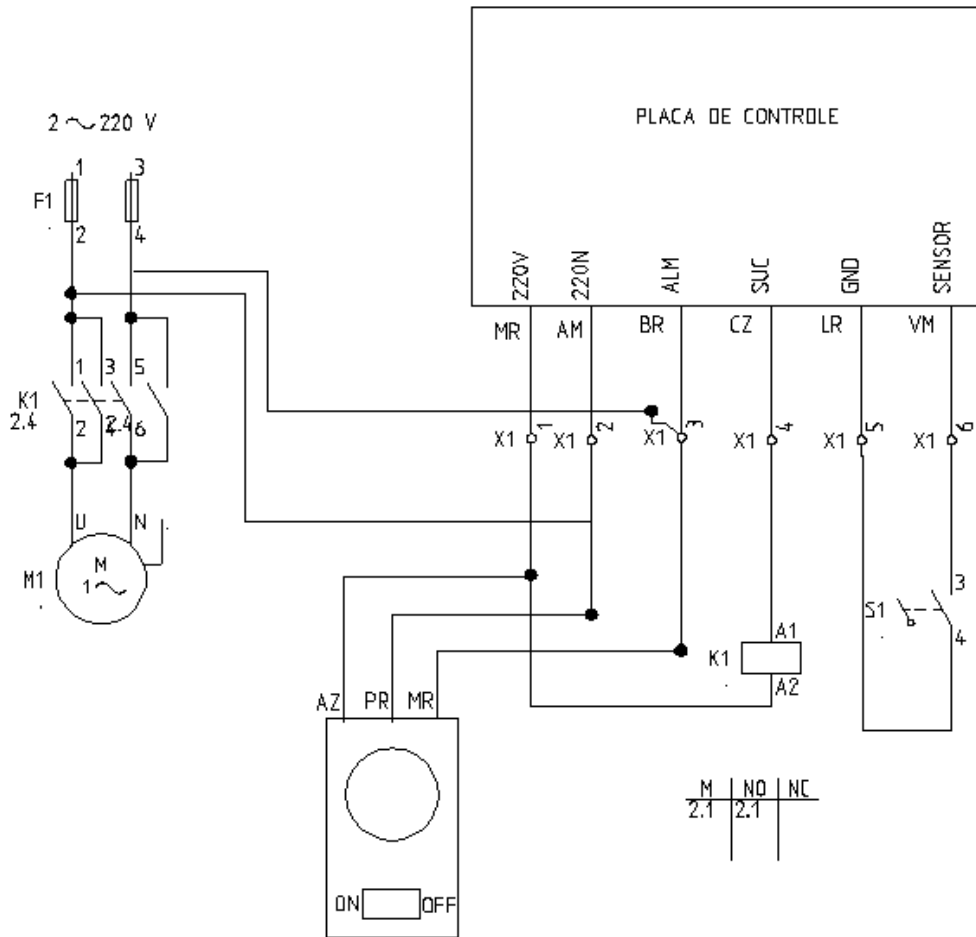 PLACA DE CONTROLE
2 ~ 220 V
1 3
F1
2 4
220V 220N ALM SUC GND SENSOR
MR AM BR CZ LR VM
1 3 5
K1
2.4
2 4 2.4 6
X1 1 X1 2 X1 3 X1 4 X1 5 X1 6
U N
M1
M
1 ~
S1
3
4
K1
A1
A2
AZ PR MR
M NO NC
2.1 2.1
ON OFF